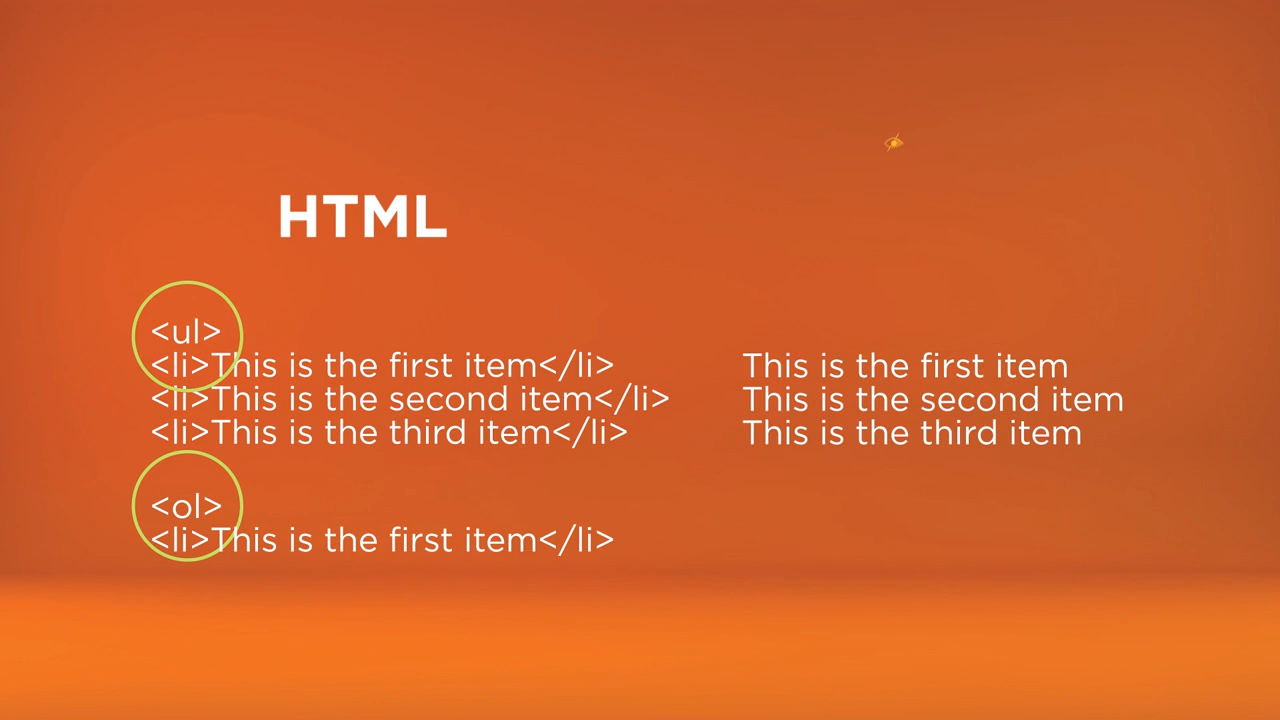 HTML
<ul>
<li>This is the first item</li>
<li>This is the second item</li>
<li>This is the third item</li>
<ol>
<li>This is the first item</li>
This is the first item
This is the second item
This is the third item